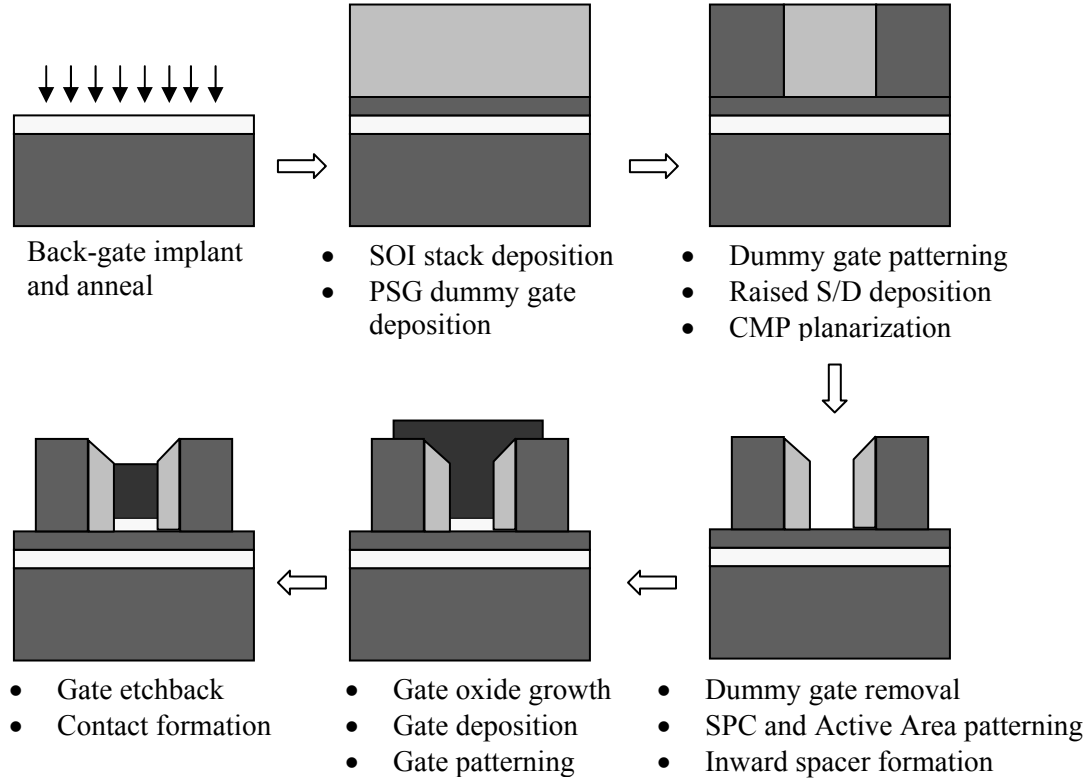 Back-gate implant
and anneal
• SOI stack deposition
• PSG dummy gate
deposition
• Dummy gate patterning
• Raised S/D deposition
• CMP planarization
• Dummy gate removal
• SPC and Active Area patterning
• Inward spacer formation
• Gate oxide growth
• Gate deposition
• Gate patterning
• Gate etchback
• Contact formation